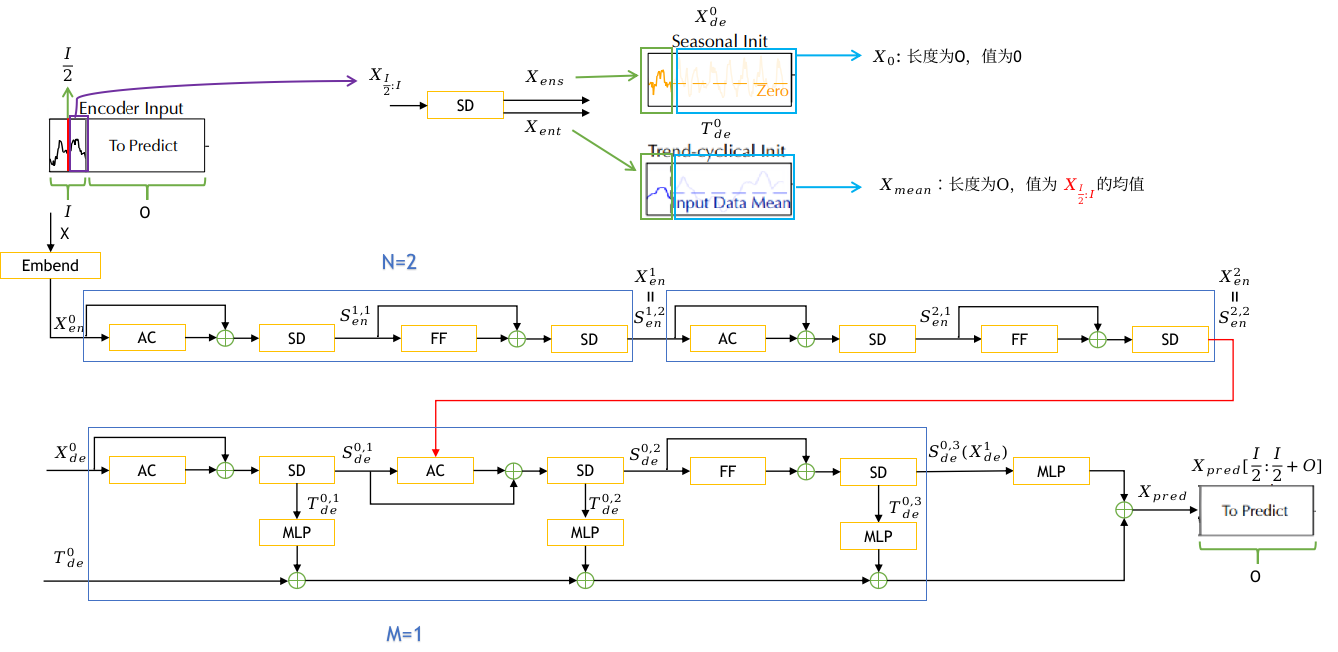 X_{de}^{0}
Seasonal Init
Zero
X_0: 长度为O，值为0
I/2
Encoder Input
To Predict
I
O
X_{\frac{I}{2}:I}
SD
X_{ens}
X_{ent}
T_{de}^{0}
Trend-cyclical Init
nput Data Mean
X_{mean}：长度为O，值为 X_{\frac{I}{2}:I}的均值
X
Embend
N=2
X_{en}^{0}
AC
SD
S_{en}^{1,1}
FF
SD
X_{en}^{1}
=
S_{en}^{1,2}
AC
SD
S_{en}^{2,1}
FF
SD
X_{en}^{2}
=
S_{en}^{2,2}
X_{de}^{0}
AC
SD
S_{de}^{0,1}
AC
SD
S_{de}^{0,2}
FF
SD
S_{de}^{0,3}(X_{de}^{1})
MLP
T_{de}^{0,1}
MLP
T_{de}^{0,2}
MLP
T_{de}^{0,3}
MLP
T_{de}^{0}
X_{pred}
X_{pred}[\frac{I}{2}:\frac{I}{2}+O]
To Predict
O
M=1